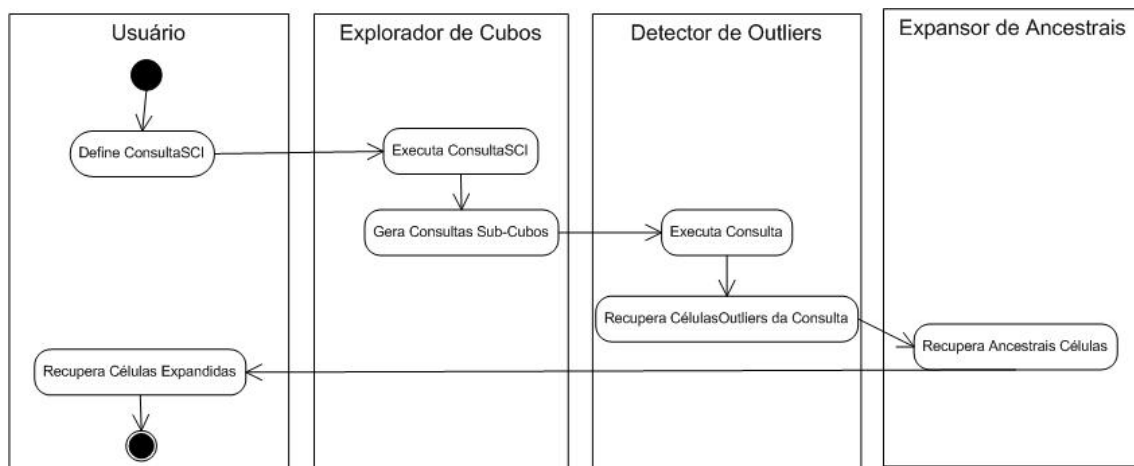 Usuário
Explorador de Cubos
Detector de Outliers
Expansor de Ancestrais
Define ConsultaSCI
Executa ConsultaSCI
Gera Consultas Sub-Cubos
Executa Consulta
Recupera CélulasOutliers da Consulta
Recupera Ancestrais Células
Recupera Células Expandidas